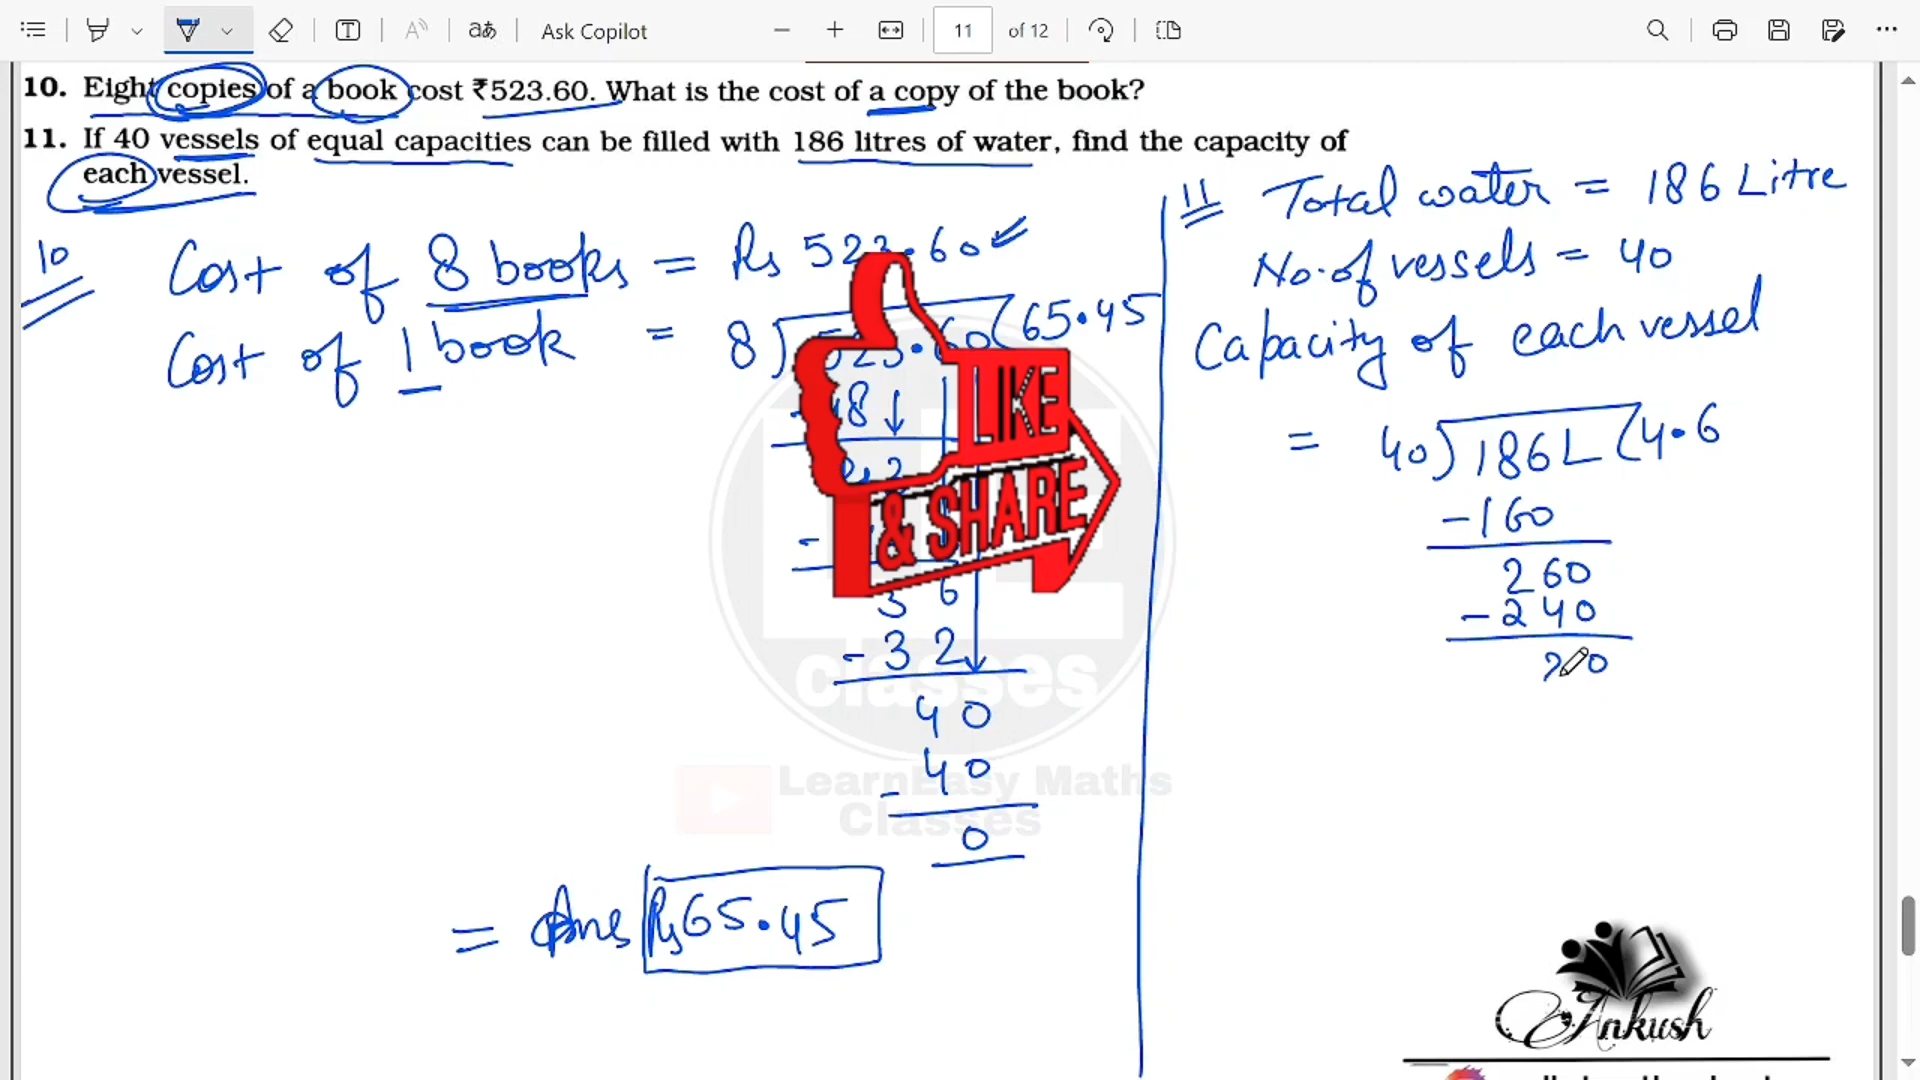 Ask Copilot
11 of 12
10. Eight copies of a book cost ₹523.60. What is the cost of a copy of the book?
11. If 40 vessels of equal capacities can be filled with 186 litres of water, find the capacity of
each vessel.
10 Cost of 8 books = Rs 523.60
Cost of 1 book = 8)523.60(65.45
48
- 32
40
- 40
0
= Ans Rs 65.45
11 Total water = 186 Litre
No. of vessels = 40
Capacity of each vessel
= 40)186L(4.6
-160
260
-240
20
LIKE
& SHARE
Classes
LearnEasy Maths
Classes
Ankush